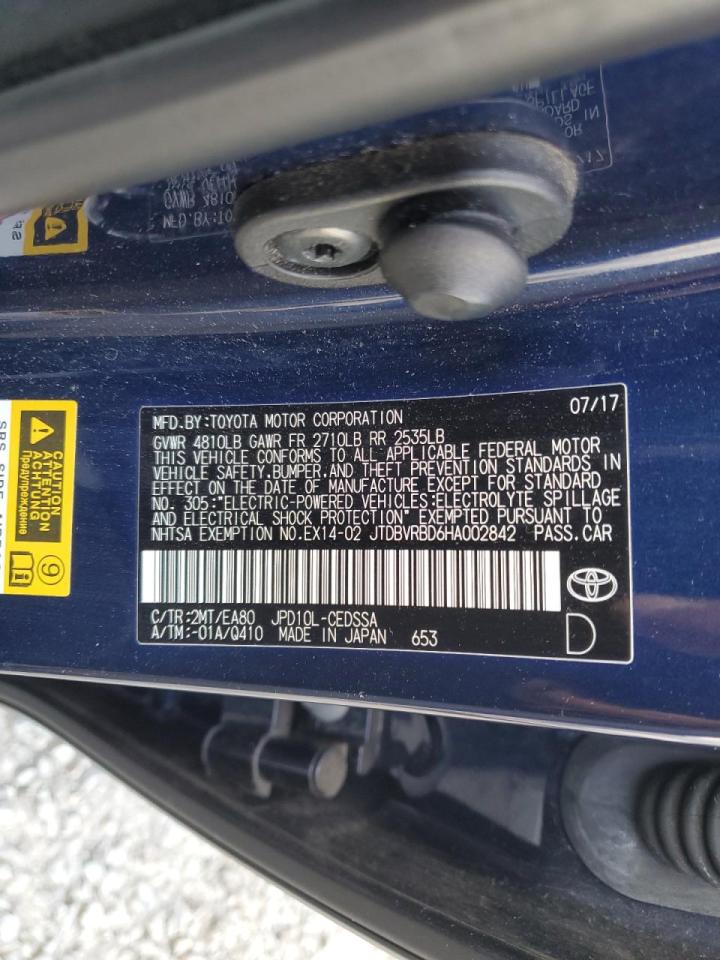 MFD.BY:TOYOTA MOTOR CORPORATION 07/17
GVWR 4810LB GAWR FR 2710LB RR 2535LB
THIS VEHICLE CONFORMS TO ALL APPLICABLE FEDERAL MOTOR
VEHICLE SAFETY,BUMPER,AND THEFT PREVENTION STANDARDS IN
EFFECT ON THE DATE OF MANUFACTURE EXCEPT FOR STANDARD
NO. 305:"ELECTRIC-POWERED VEHICLES:ELECTROLYTE SPILLAGE
AND ELECTRICAL SHOCK PROTECTION" EXEMPTED PURSUANT TO
NHTSA EXEMPTION NO.EX14-02 JTDBVRBD6HA002842 PASS.CAR
C/TR:2MT/EA80 JPD10L-CEDSSA
A/TM:-01A/Q410 MADE IN JAPAN 653
D
CAUTION
ATTENTION
ACHTUNG
Предупреждение
9